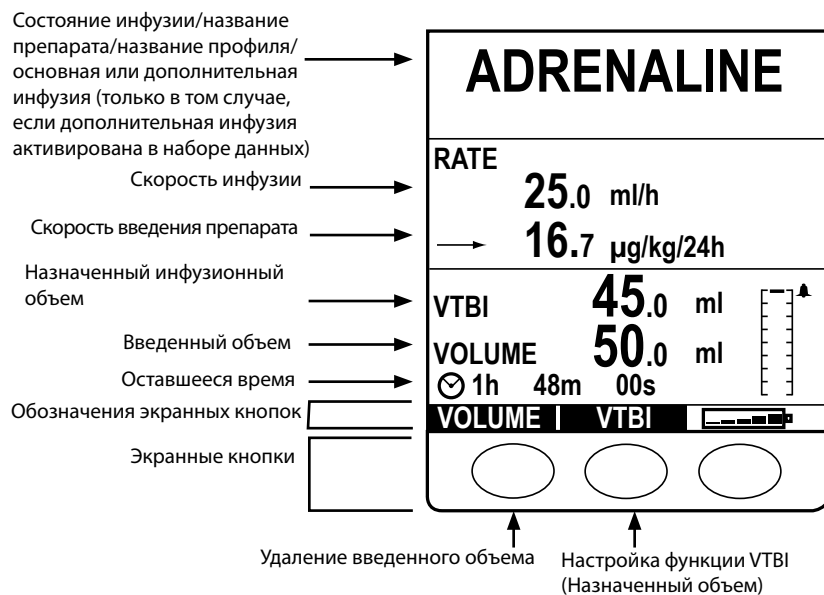 Состояние инфузии/название
препарата/название профиля/
основная или дополнительная
инфузия (только в том случае,
если дополнительная инфузия
активирована в наборе данных)
ADRENALINE
Скорость инфузии
RATE
25.0 ml/h
Скорость введения препарата
16.7 µg/kg/24h
Назначенный инфузионный
объем
VTBI 45.0 ml
Введенный объем
VOLUME 50.0 ml
Оставшееся время
1h 48m 00s
Обозначения экранных кнопок
VOLUME VTBI
Экранные кнопки
Удаление введенного объема
Настройка функции VTBI
(Назначенный объем)